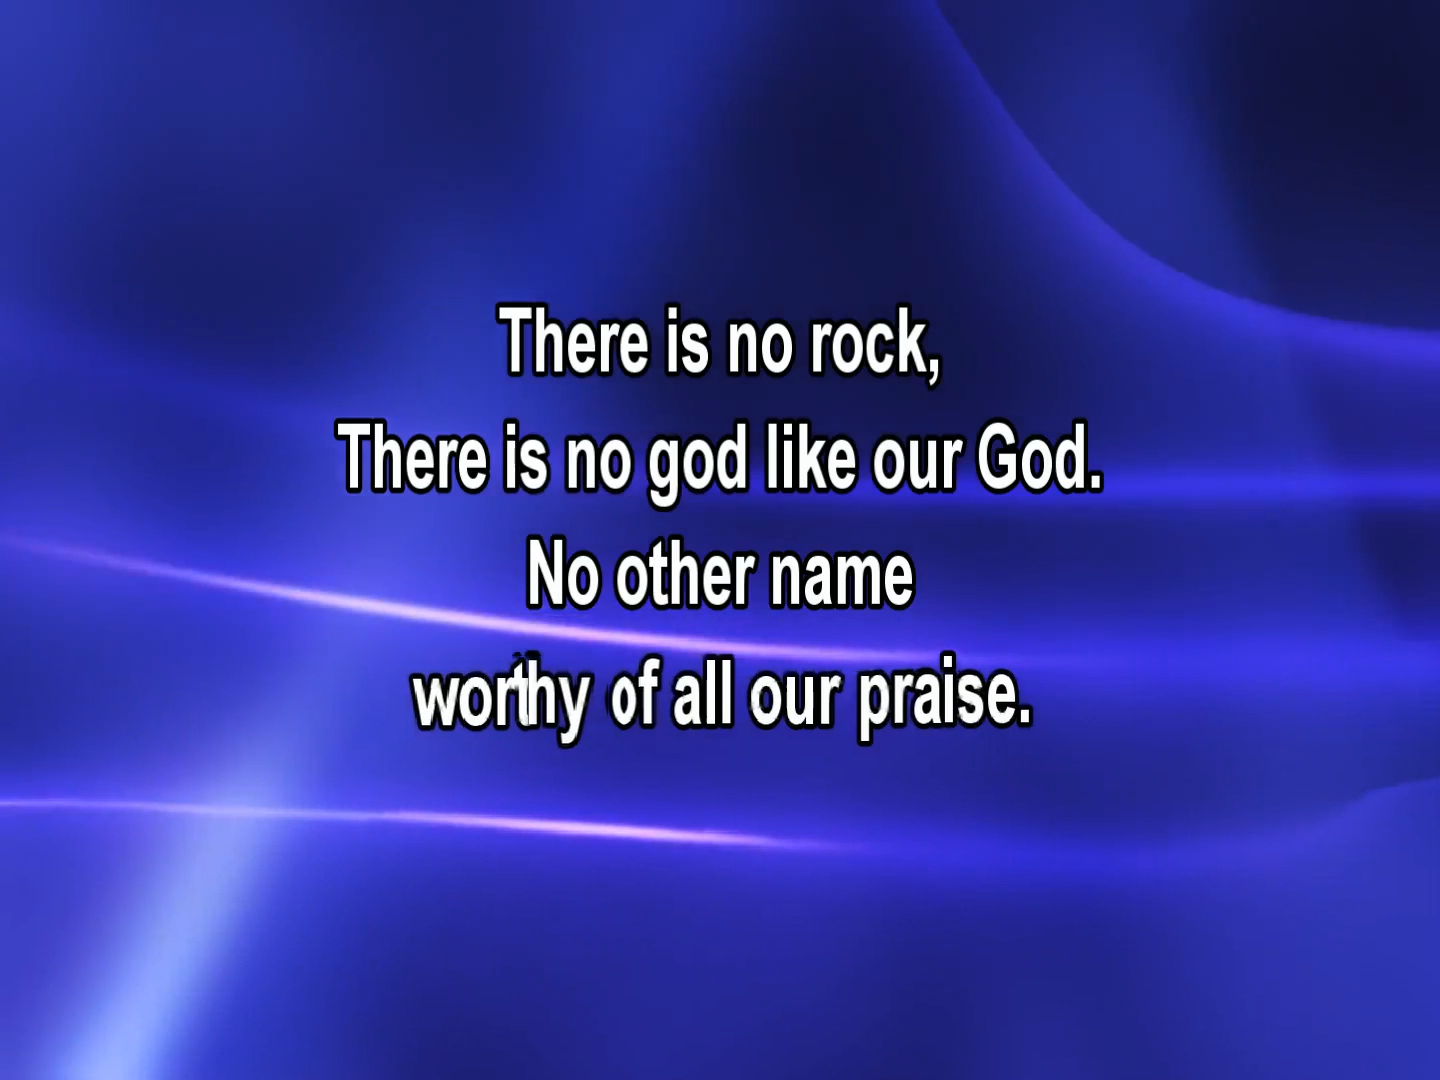 There is no rock,
There is no god like our God.
No other name
worthy of all our praise.